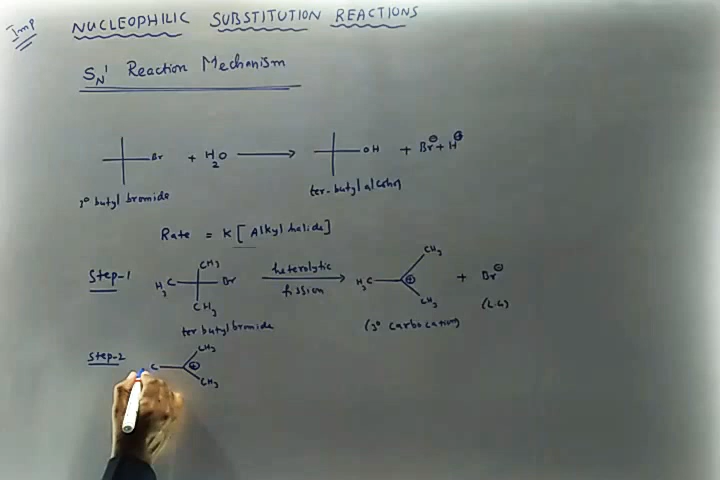 Imp
NUCLEOPHILIC SUBSTITUTION REACTIONS
SN1 Reaction Mechanism
Br + H2O → OH + Br⊖ + H⊕
3° butyl bromide
ter-butyl alcohol
Rate = K [Alkyl halide]
Step-1
CH3
H3C Br
CH3
heterolytic
fission
CH3
H3C ⊕
CH3
+ Br⊖
ter butyl bromide
(3° carbocation)
(L.G)
Step-2
CH3
C ⊕
CH3